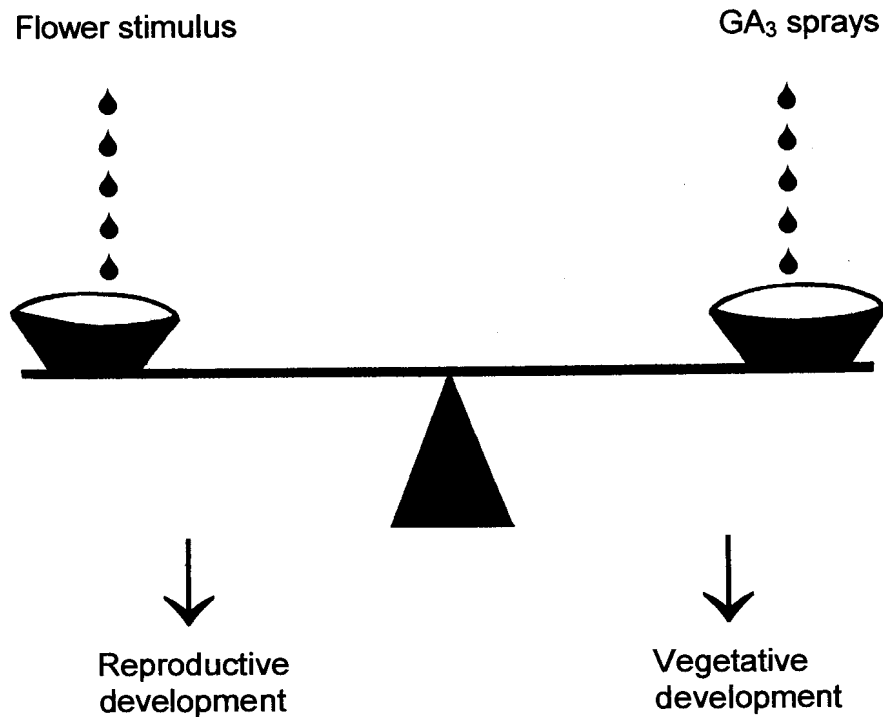 Flower stimulus
GA₃ sprays
Reproductive
development
Vegetative
development